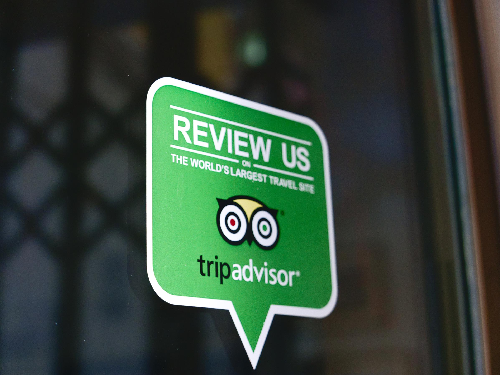 REVIEW US
ON
THE WORLD'S LARGEST TRAVEL SITE
tripadvisor®